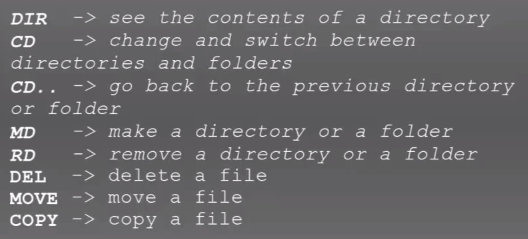 DIR -> see the contents of a directory
CD -> change and switch between
directories and folders
CD.. -> go back to the previous directory
or folder
MD -> make a directory or a folder
RD -> remove a directory or a folder
DEL -> delete a file
MOVE -> move a file
COPY -> copy a file